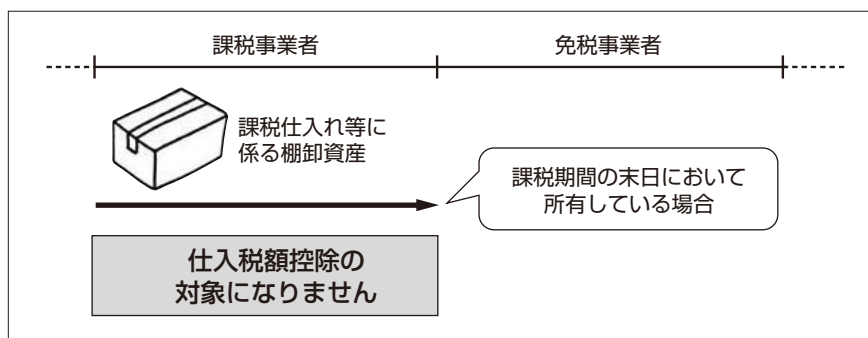 課税事業者
免税事業者
課税仕入れ等に
係る棚卸資産
課税期間の末日において
所有している場合
仕入税額控除の
対象になりません